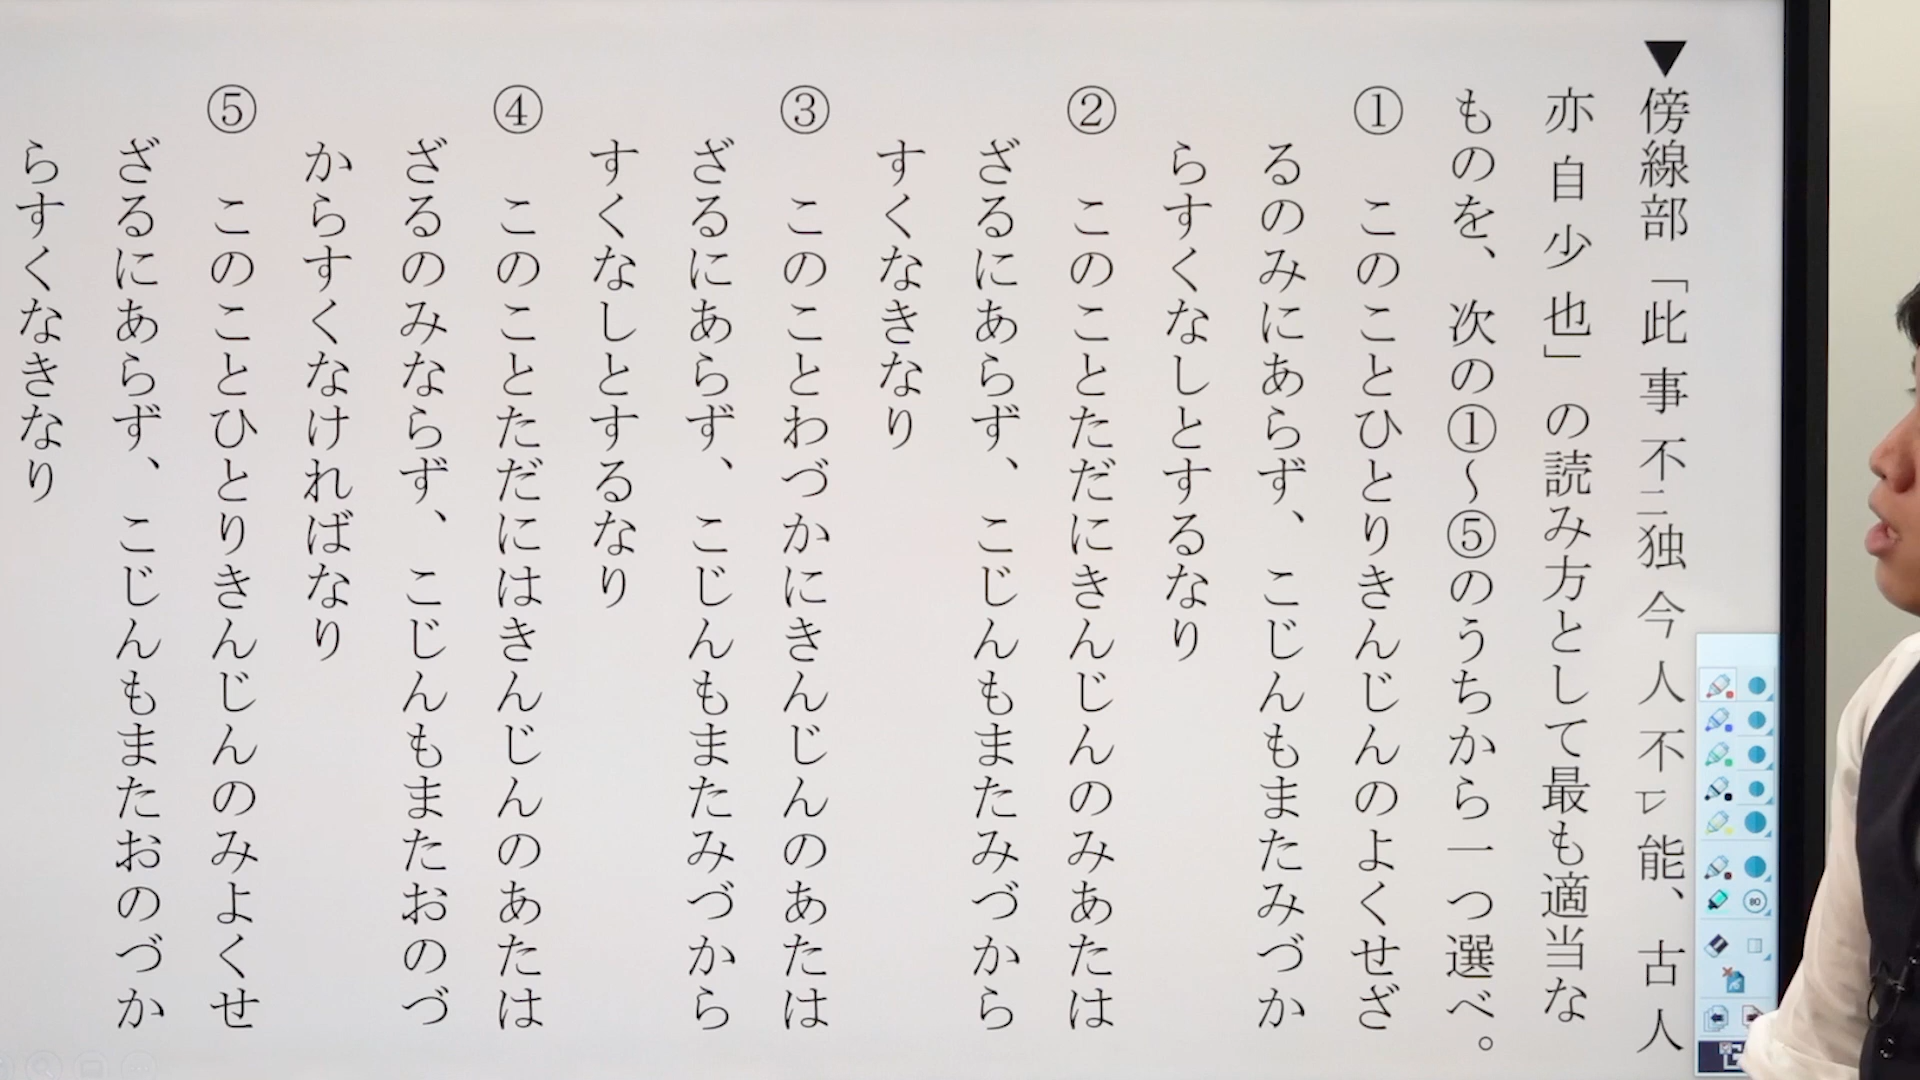 ▼傍線部「此事不二独今人不レ能、古人
亦自少也」の読み方として最も適当な
ものを、次の①〜⑤のうちから一つ選べ。
① このことひとりきんじんのよくせざ
るのみにあらず、こじんもまたみづか
らすくなしとするなり
② このことただにきんじんのみあたは
ざるにあらず、こじんもまたみづから
すくなきなり
③ このことわづかにきんじんのあたは
ざるにあらず、こじんもまたみづから
すくなしとするなり
④ このことただにはきんじんのあたは
ざるのみならず、こじんもまたおのづ
からすくなければなり
⑤ このことひとりきんじんのみよくせ
ざるにあらず、こじんもまたおのづか
らすくなきなり
80